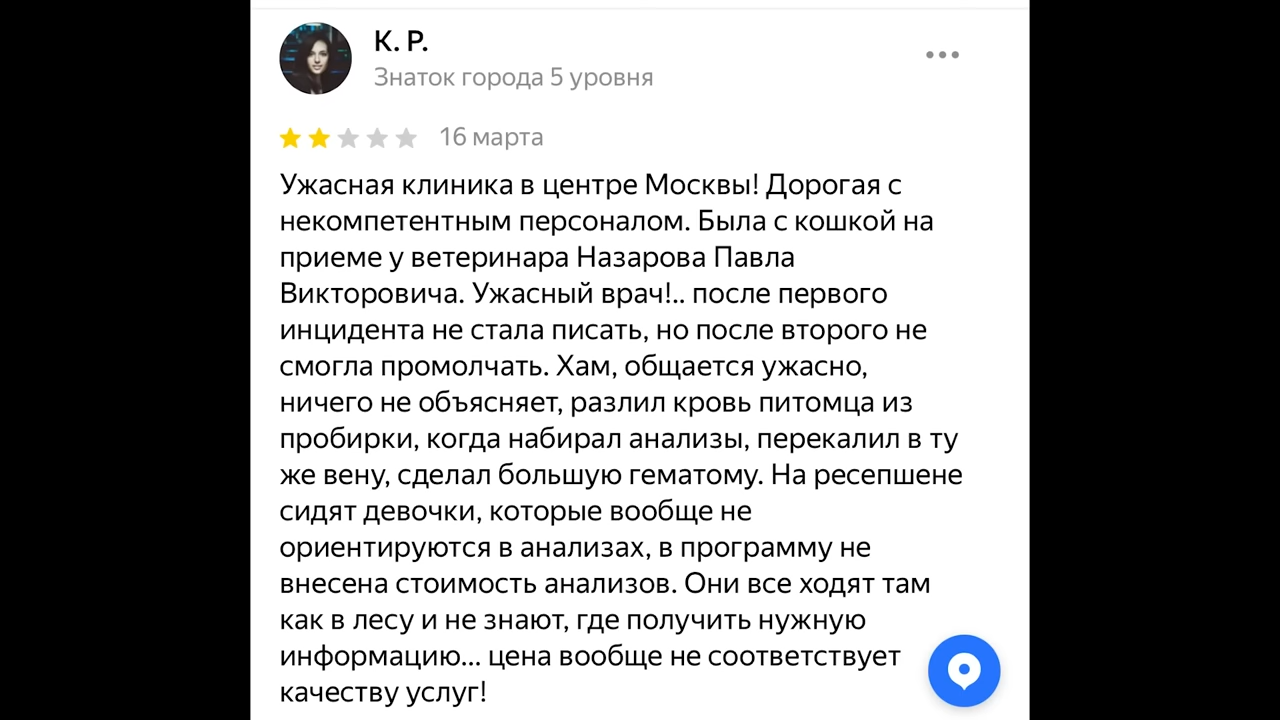 K. P.
Знаток города 5 уровня
16 марта
Ужасная клиника в центре Москвы! Дорогая с
некомпетентным персоналом. Была с кошкой на
приеме у ветеринара Назарова Павла
Викторовича. Ужасный врач!.. после первого
инцидента не стала писать, но после второго не
смогла промолчать. Хам, общается ужасно,
ничего не объясняет, разлил кровь питомца из
пробирки, когда набирал анализы, перекалил в ту
же вену, сделал большую гематому. На ресепшене
сидят девочки, которые вообще не
ориентируются в анализах, в программу не
внесена стоимость анализов. Они все ходят там
как в лесу и не знают, где получить нужную
информацию... цена вообще не соответствует
качеству услуг!